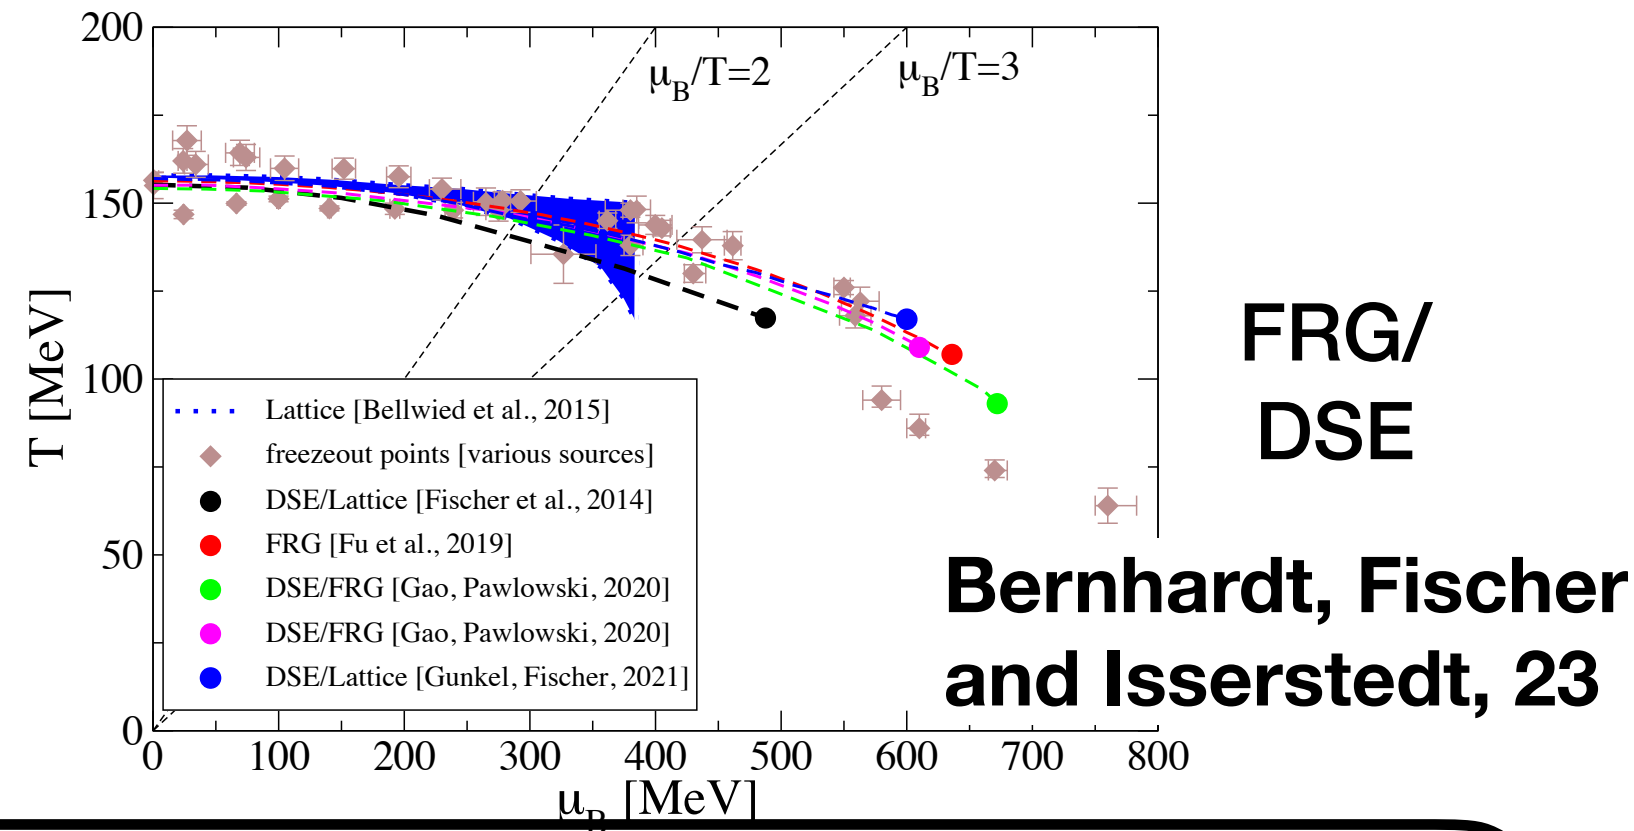 200
150
100
50
0
T [MeV]
μB/T=2
μB/T=3
Lattice [Bellwied et al., 2015]
freezeout points [various sources]
DSE/Lattice [Fischer et al., 2014]
FRG [Fu et al., 2019]
DSE/FRG [Gao, Pawlowski, 2020]
DSE/FRG [Gao, Pawlowski, 2020]
DSE/Lattice [Gunkel, Fischer, 2021]
0 100 200 300 400 500 600 700 800
μB [MeV]
FRG/
DSE
Bernhardt, Fischer
and Isserstedt, 23